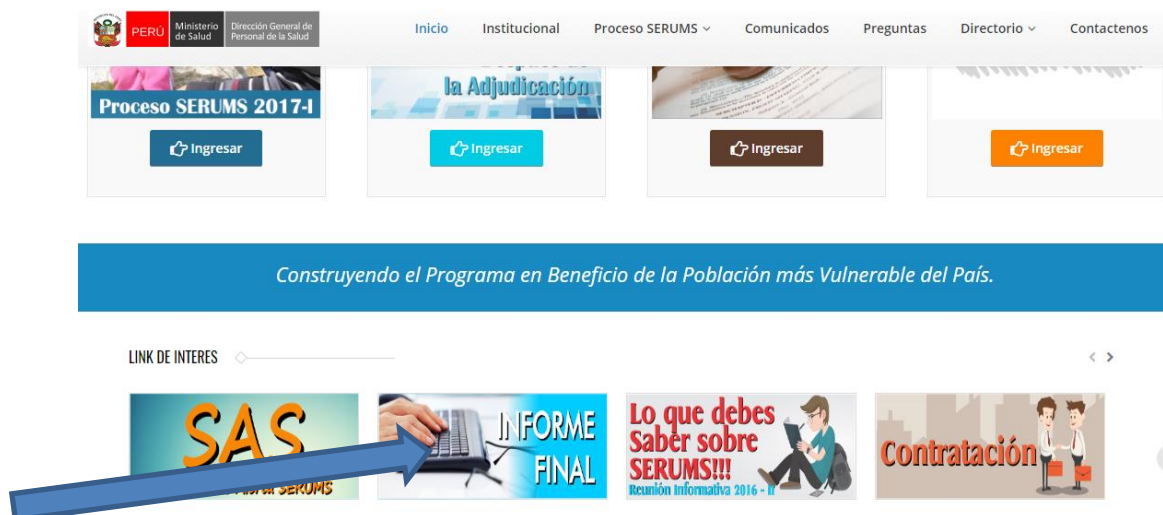 PERÚ Ministerio de Salud Dirección General de Personal de la Salud
Inicio Institucional Proceso SERUMS Comunicados Preguntas Directorio Contactenos
Proceso SERUMS 2017-I
la Adjudicación
Ingresar Ingresar Ingresar Ingresar
Construyendo el Programa en Beneficio de la Población más Vulnerable del País.
LINK DE INTERES
SAS
SERUMS
INFORME
FINAL
Lo que debes
Saber sobre
SERUMS!!!
Reunión Informativa 2016 - II
Contratación